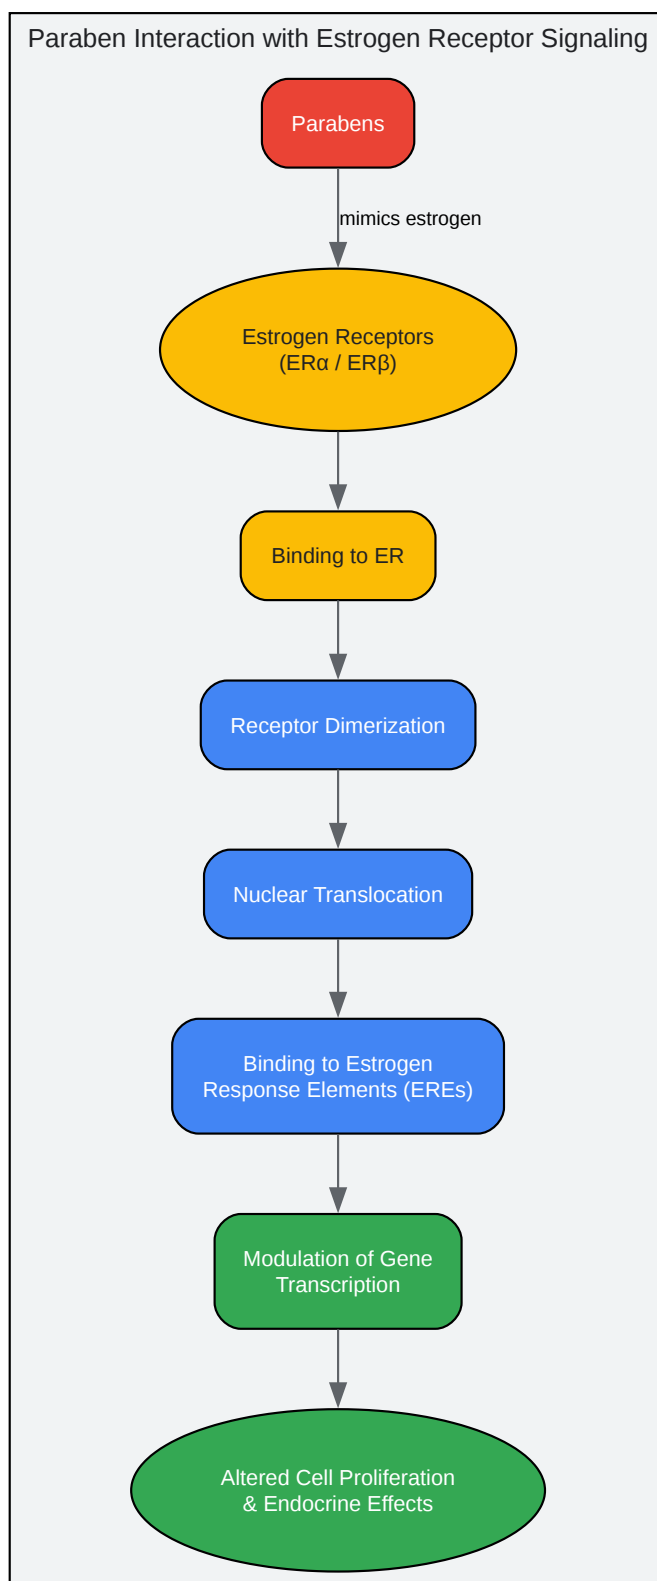 Paraben Interaction with Estrogen Receptor Signaling
Parabens
mimics estrogen
Estrogen Receptors
(ERα / ERβ)
Binding to ER
Receptor Dimerization
Nuclear Translocation
Binding to Estrogen
Response Elements (EREs)
Modulation of Gene
Transcription
Altered Cell Proliferation
& Endocrine Effects